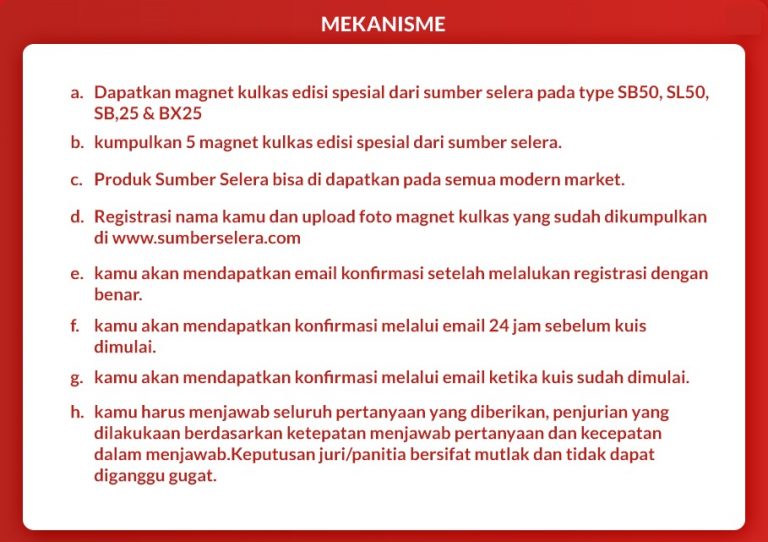 MEKANISME
a. Dapatkan magnet kulkas edisi spesial dari sumber selera pada type SB50, SL50,
SB,25 & BX25
b. kumpulkan 5 magnet kulkas edisi spesial dari sumber selera.
c. Produk Sumber Selera bisa di dapatkan pada semua modern market.
d. Registrasi nama kamu dan upload foto magnet kulkas yang sudah dikumpulkan
di www.sumberselera.com
e. kamu akan mendapatkan email konfirmasi setelah melalukan registrasi dengan
benar.
f. kamu akan mendapatkan konfirmasi melalui email 24 jam sebelum kuis
dimulai.
g. kamu akan mendapatkan konfirmasi melalui email ketika kuis sudah dimulai.
h. kamu harus menjawab seluruh pertanyaan yang diberikan, penjurian yang
dilakukaan berdasarkan ketepatan menjawab pertanyaan dan kecepatan
dalam menjawab.Keputusan juri/panitia bersifat mutlak dan tidak dapat
diganggu gugat.